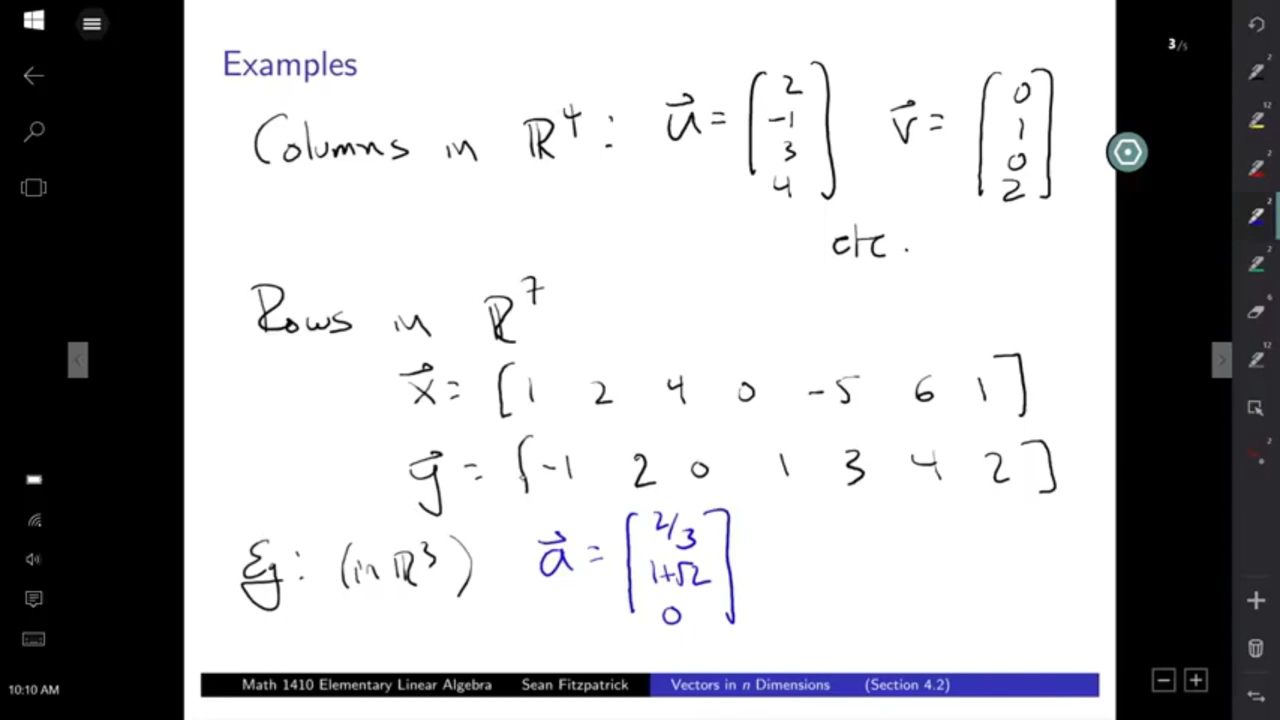 3/5
Examples
Columns in ℝ⁴ : u⃗ = [2 -1 3 4] v⃗ = [0 1 0 2]
etc.
Rows in ℝ⁷
x⃗ = [1 2 4 0 -5 6 1]
y⃗ = [-1 2 0 1 3 4 2]
Eg: (in ℝ³) a⃗ = [2/3 1+√2 0]
Math 1410 Elementary Linear Algebra Sean Fitzpatrick Vectors in n Dimensions (Section 4.2)
10:10 AM